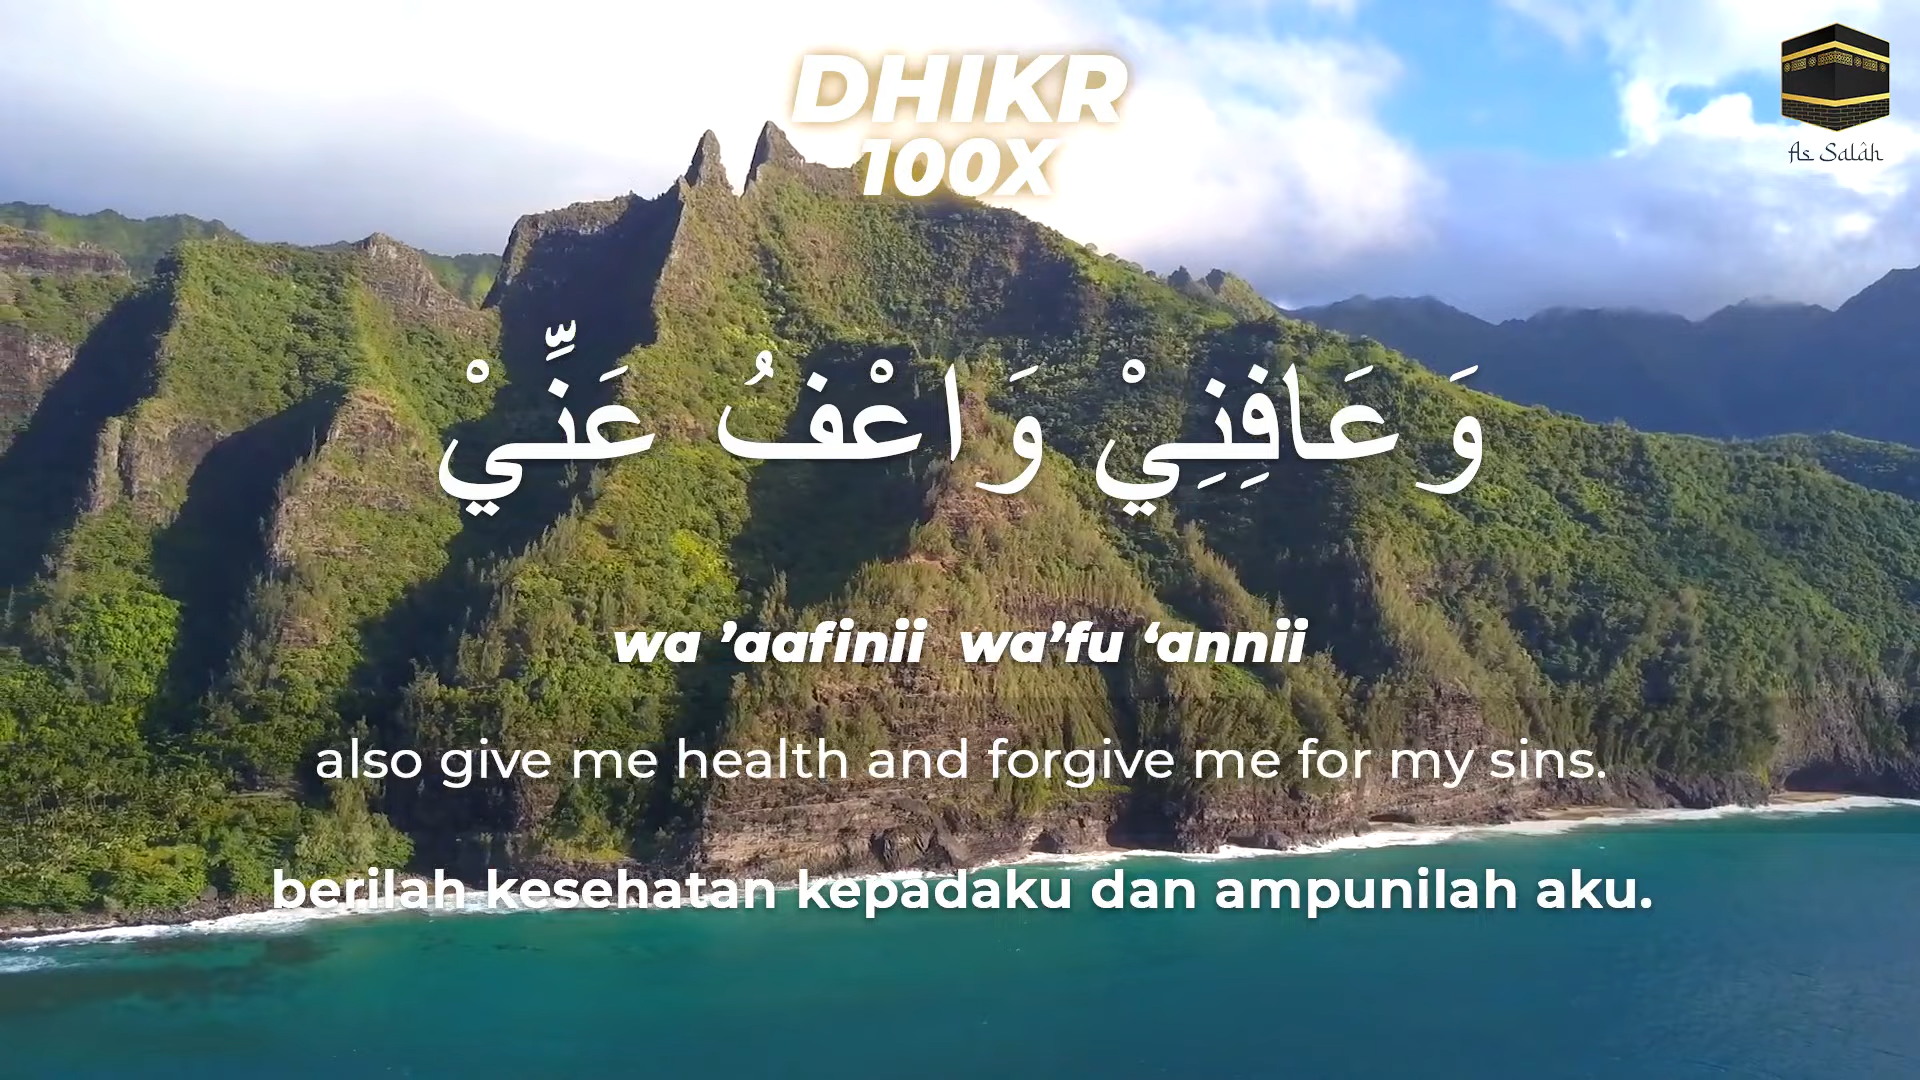 DHIKR
100X
As Salâh
وَعَافِنِيْ وَاعْفُ عَنِّيْ
wa ’aafinii wa’fu ‘annii
also give me health and forgive me for my sins.
berilah kesehatan kepadaku dan ampunilah aku.